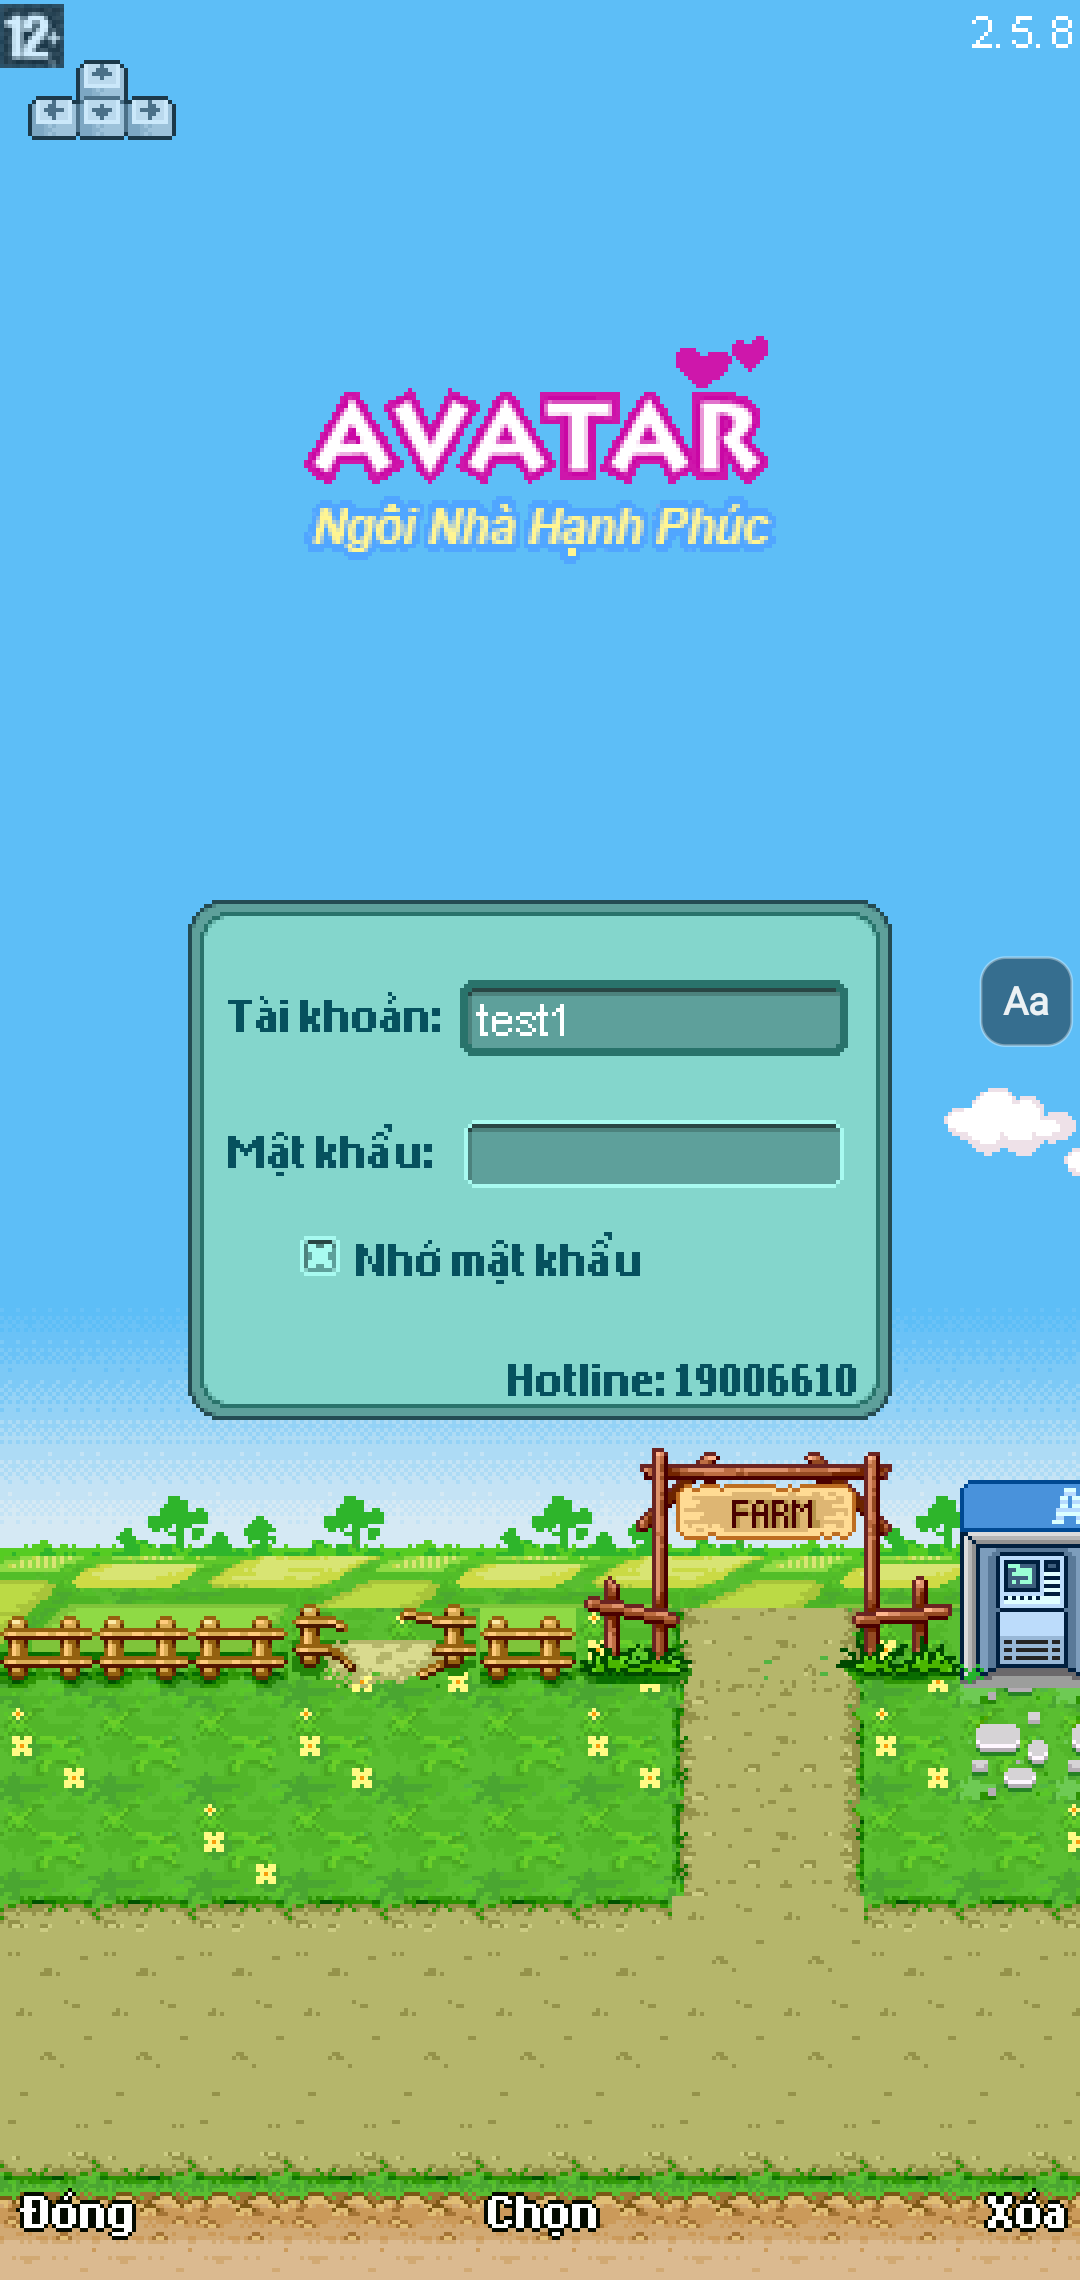 12+
2.5.8
AVATAR
Ngôi Nhà Hạnh Phúc
Tài khoản: test1
Aa
Mật khẩu:
Nhớ mật khẩu
Hotline: 19006610
FARM
A
Đóng Chọn Xóa